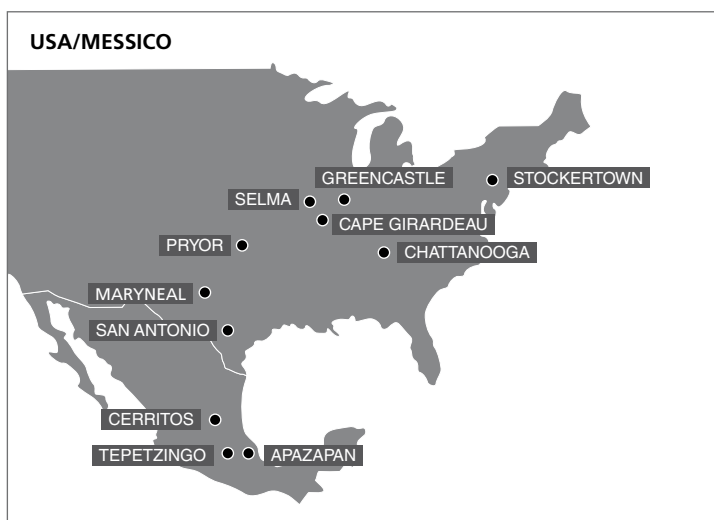 USA/MESSICO
GREENCASTLE
STOCKERTOWN
SELMA
CAPE GIRARDEAU
PRYOR
CHATTANOOGA
MARYNEAL
SAN ANTONIO
CERRITOS
TEPETZINGO
APAZAPAN